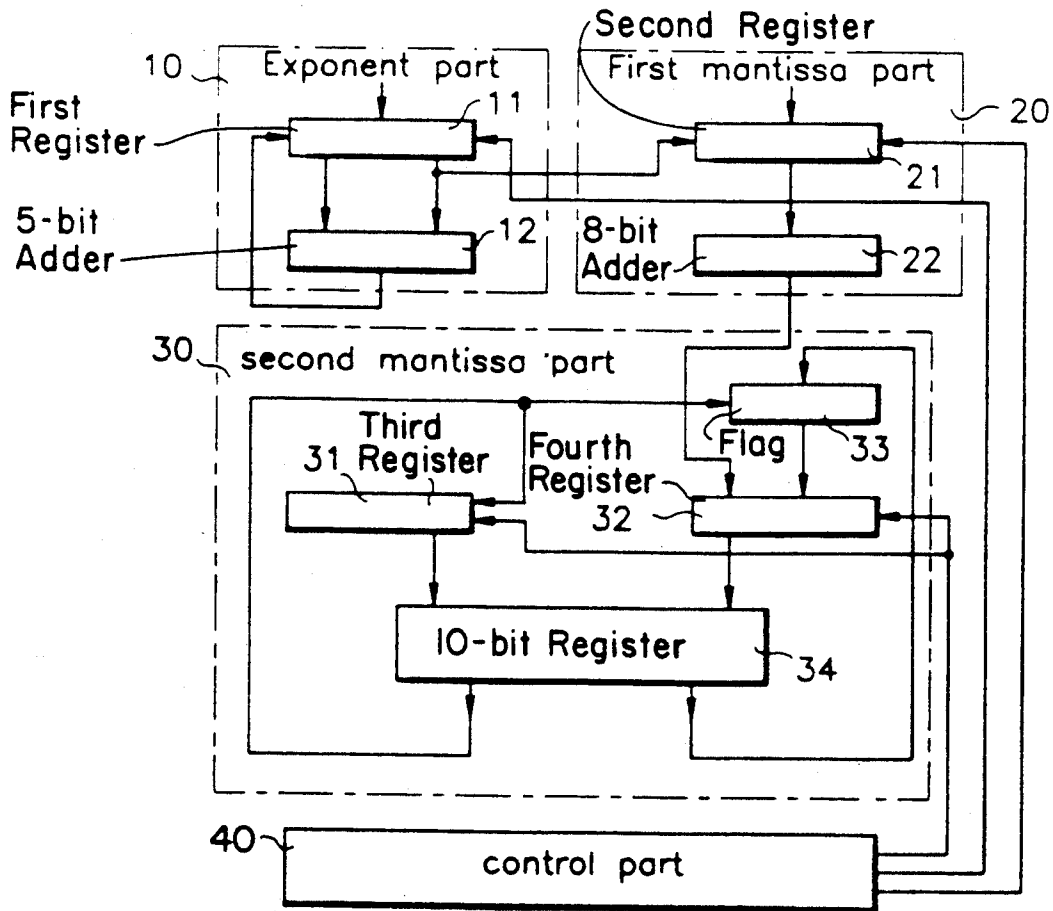 Second Register
10
Exponent part
First mantissa part
11
20
First
Register
21
5-bit
Adder
12
8-bit
Adder
22
30
second mantissa part
Third
31 Register
Fourth
Register
Flag
33
32
10-bit Register
34
40
control part